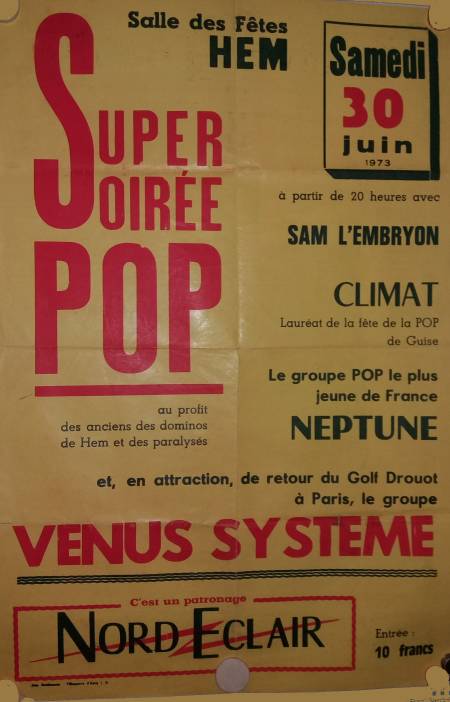 Salle des Fêtes
HEM
Samedi
30
juin
1973
SUPER
SOIRÉE
POP
à partir de 20 heures avec
SAM L'EMBRYON
CLIMAT
Lauréat de la fête de la POP
de Guise
Le groupe POP le plus
jeune de France
NEPTUNE
au profit
des anciens des dominos
de Hem et des paralysés
et, en attraction, de retour du Golf Drouot
à Paris, le groupe
VENUS SYSTEME
C'est un patronage
NORD ECLAIR
Entrée :
10 francs